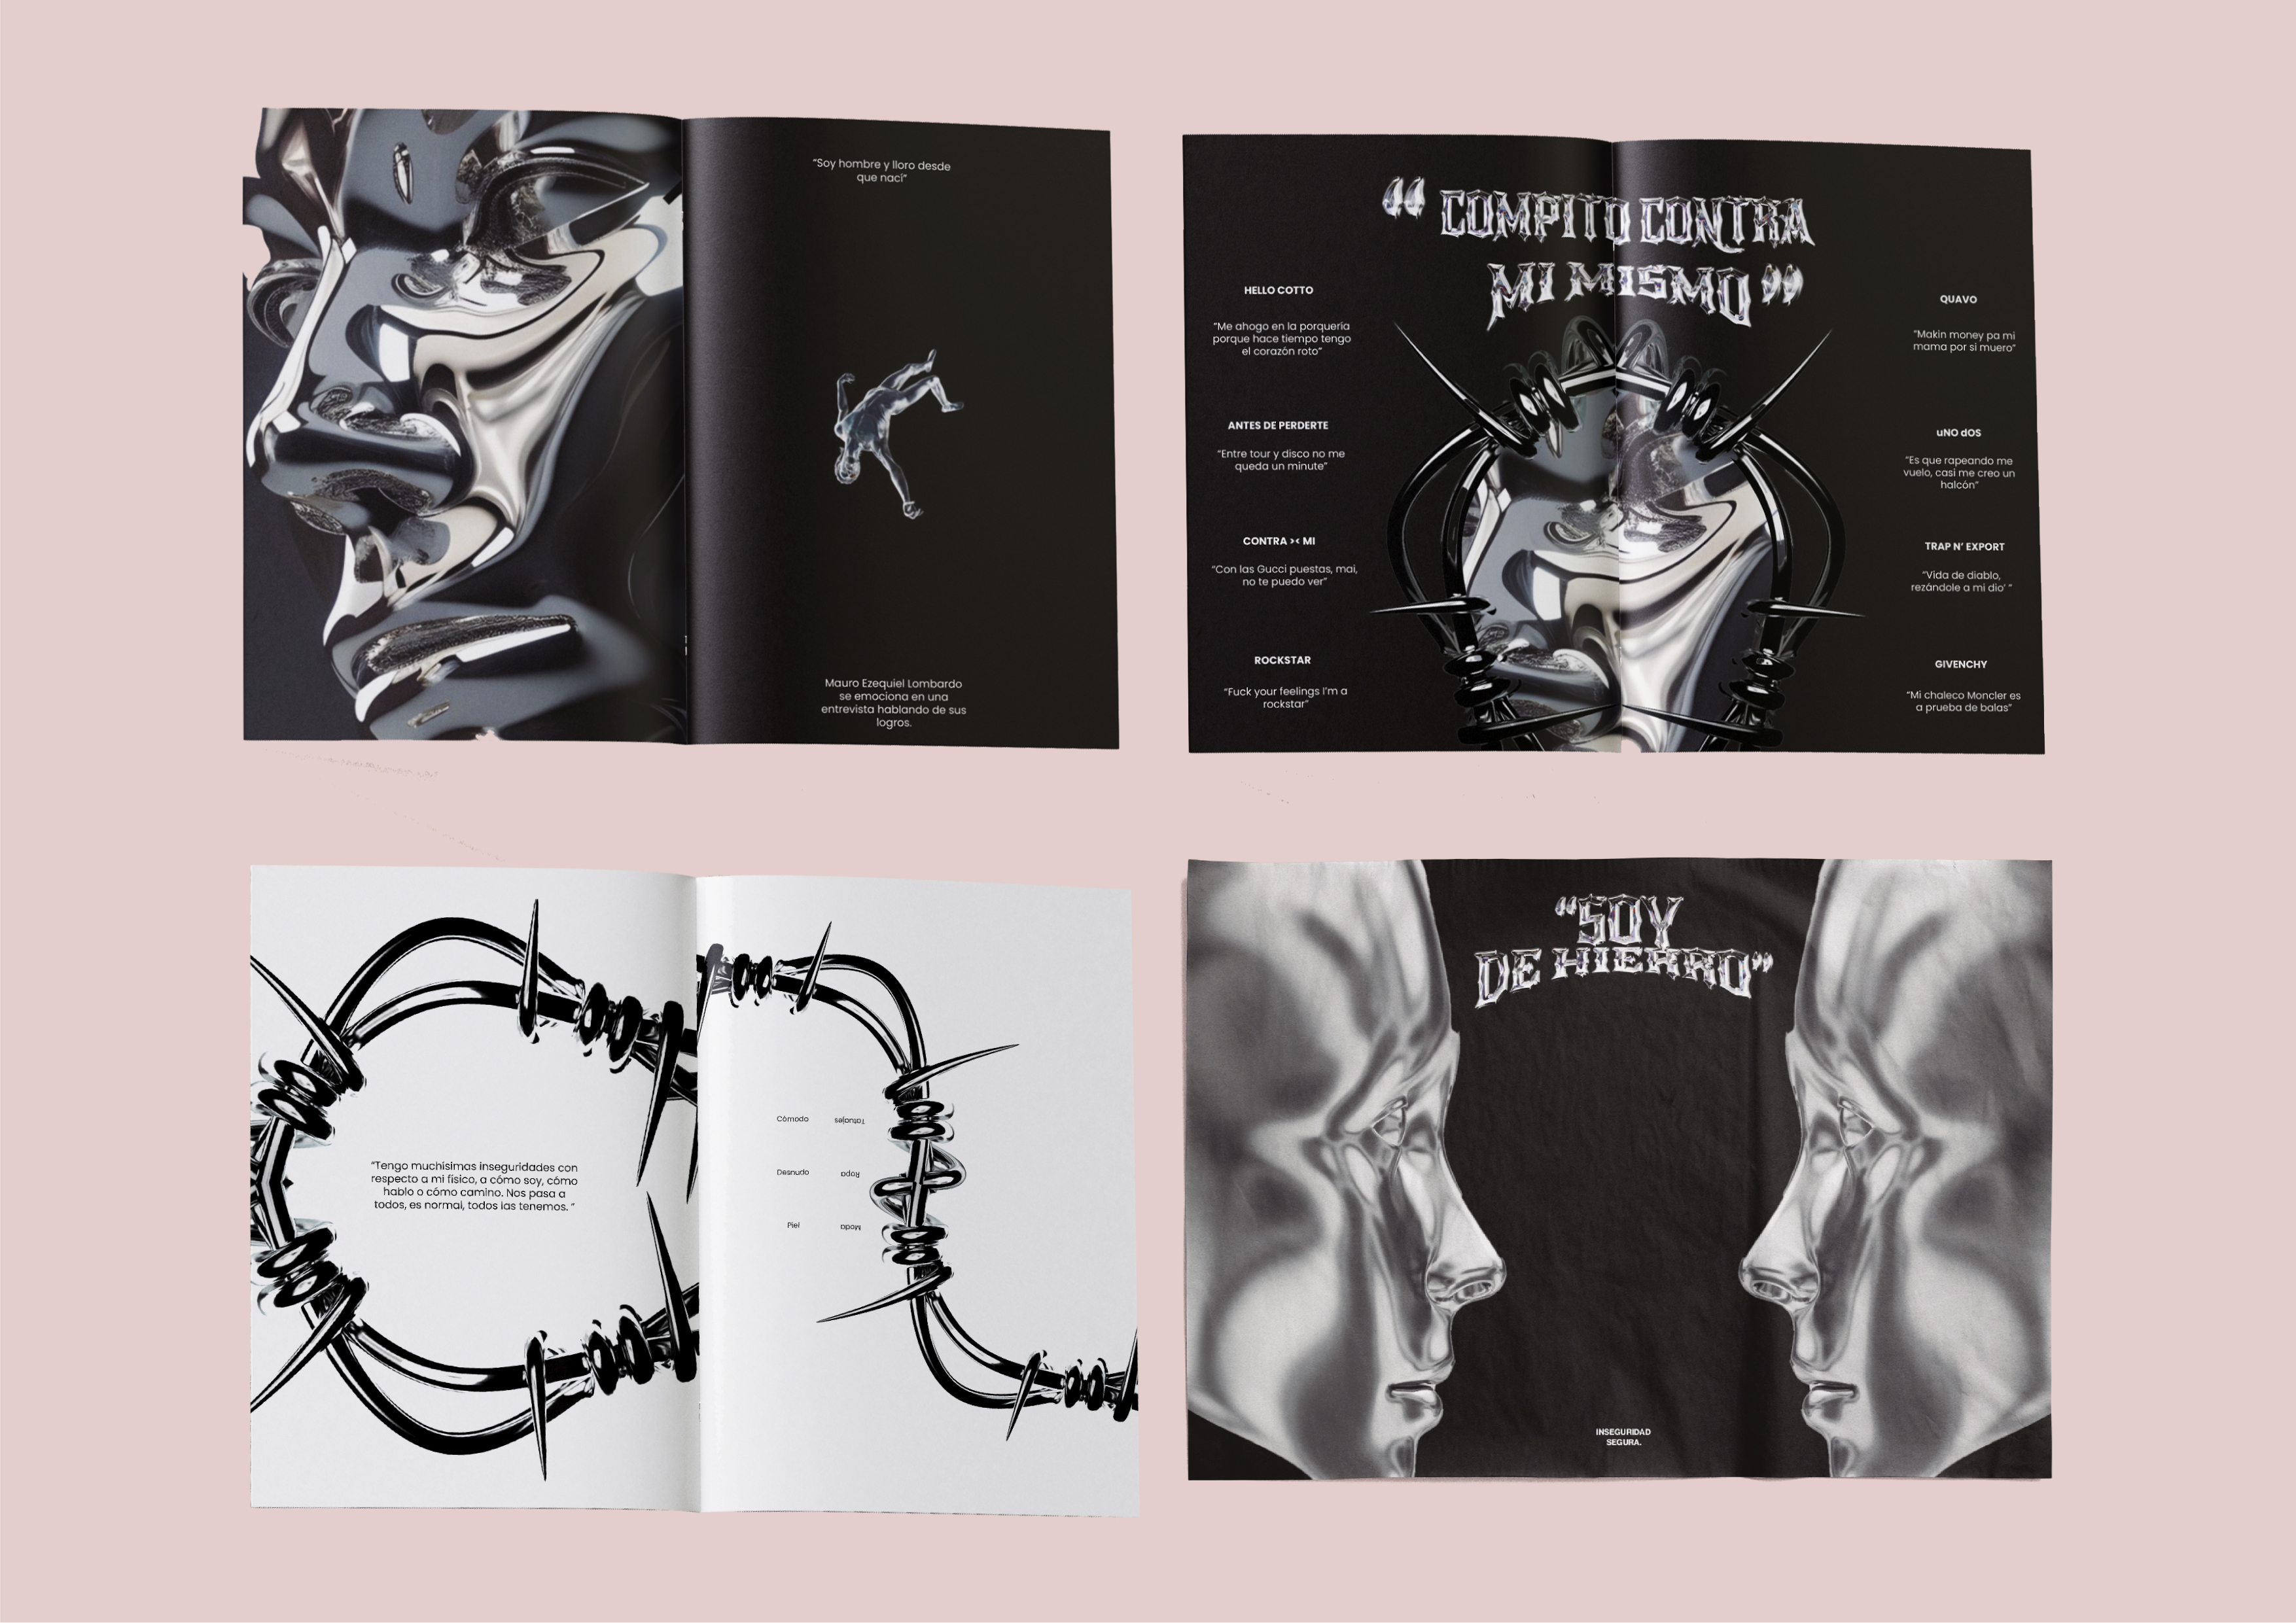 “Soy hombre y lloro desde
que nací”
Mauro Ezequiel Lombardo
se emociona en una
entrevista hablando de sus
logros.
“ COMPITO CONTRA
MI MISMO ”
HELLO COTTO
“Me ahogo en la porquería
porque hace tiempo tengo
el corazón roto”
ANTES DE PERDERTE
“Entre tour y disco no me
queda un minute”
CONTRA >< MI
“Con las Gucci puestas, mai,
no te puedo ver”
ROCKSTAR
“Fuck your feelings I’m a
rockstar”
QUAVO
“Makin money pa mi
mama por si muero”
uNO dOS
“Es que rapeando me
vuelo, casi me creo un
halcón”
TRAP N’ EXPORT
“Vida de diablo,
rezándole a mi dio’ ”
GIVENCHY
“Mi chaleco Moncler es
a prueba de balas”
“Tengo muchísimas inseguridades con
respecto a mi físico, a cómo soy, cómo
hablo o cómo camino. Nos pasa a
todos, es normal, todos las tenemos. ”
Cómodo
Tatuajes
Desnudo
Ropa
Piel
Moda
“SOY
DE HIERRO”
INSEGURIDAD
SEGURA.